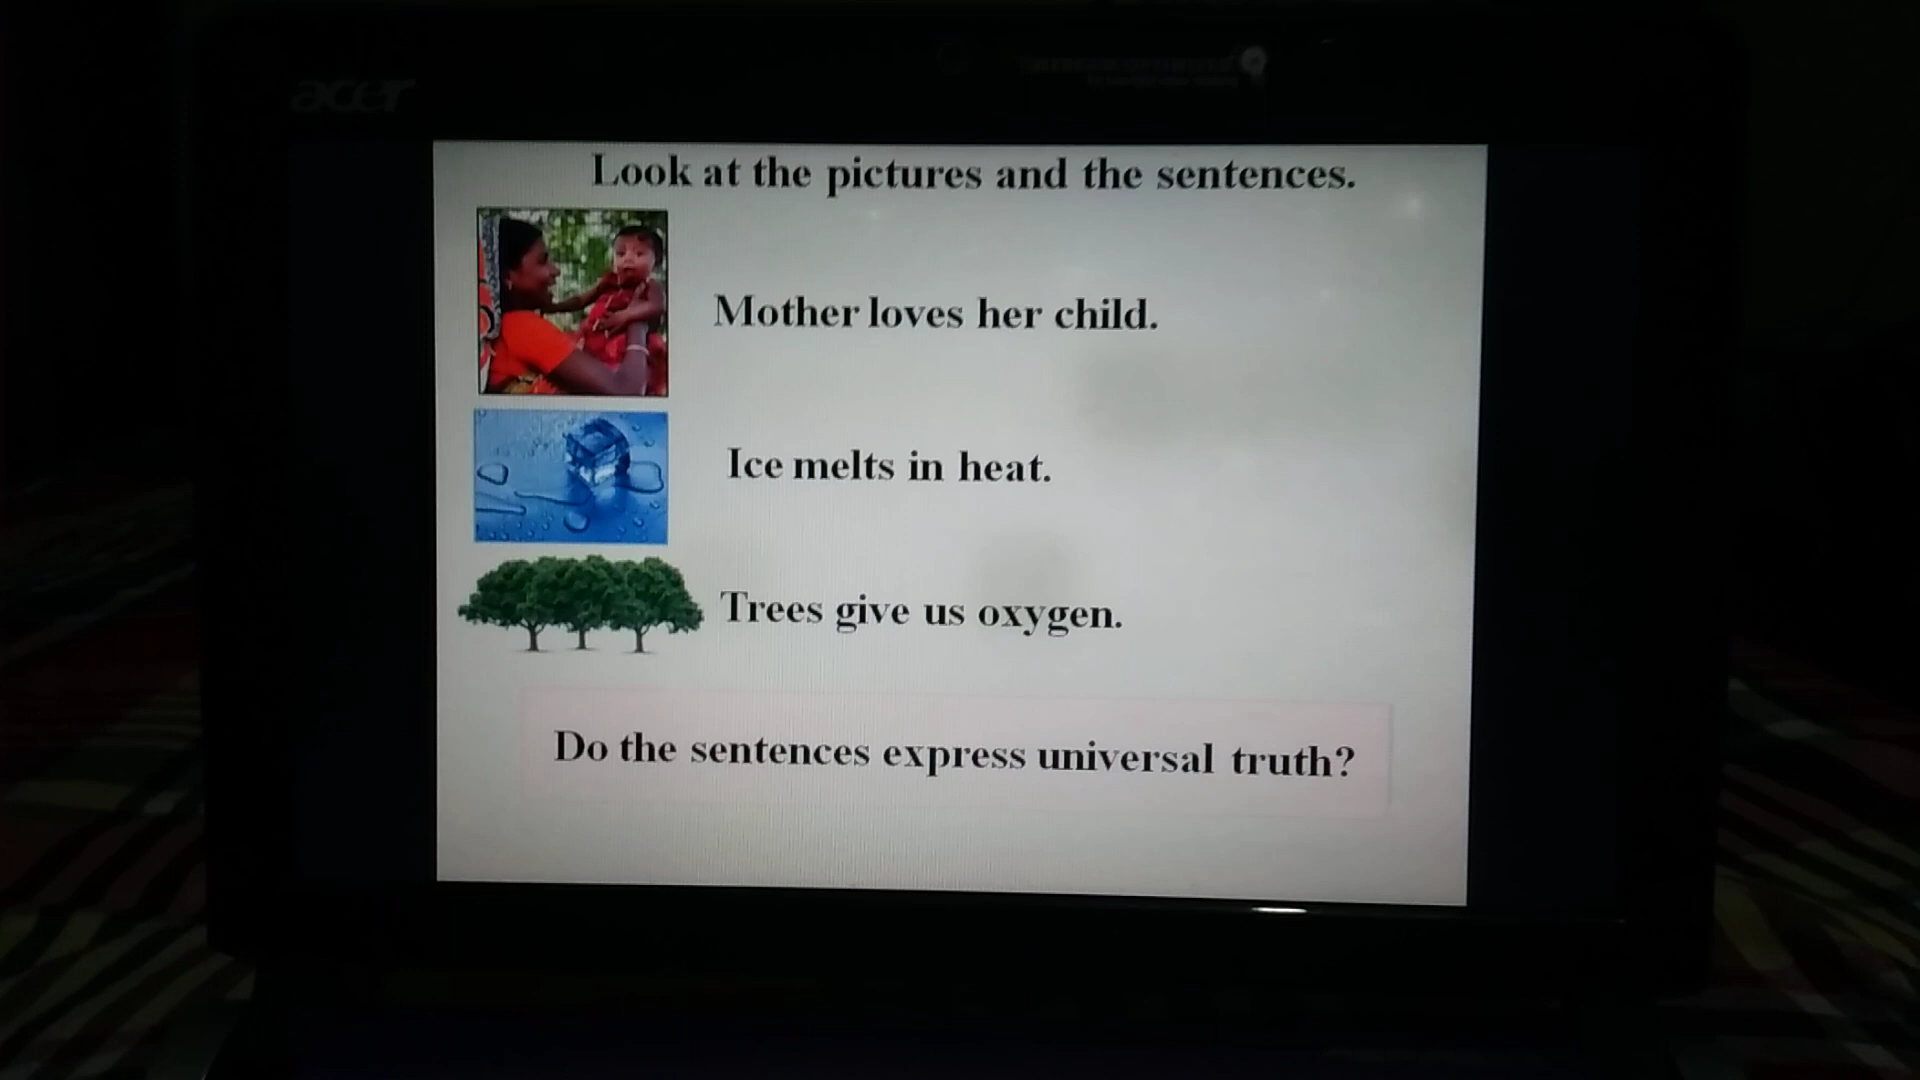 acer
Look at the pictures and the sentences.
Mother loves her child.
Ice melts in heat.
Trees give us oxygen.
Do the sentences express universal truth?